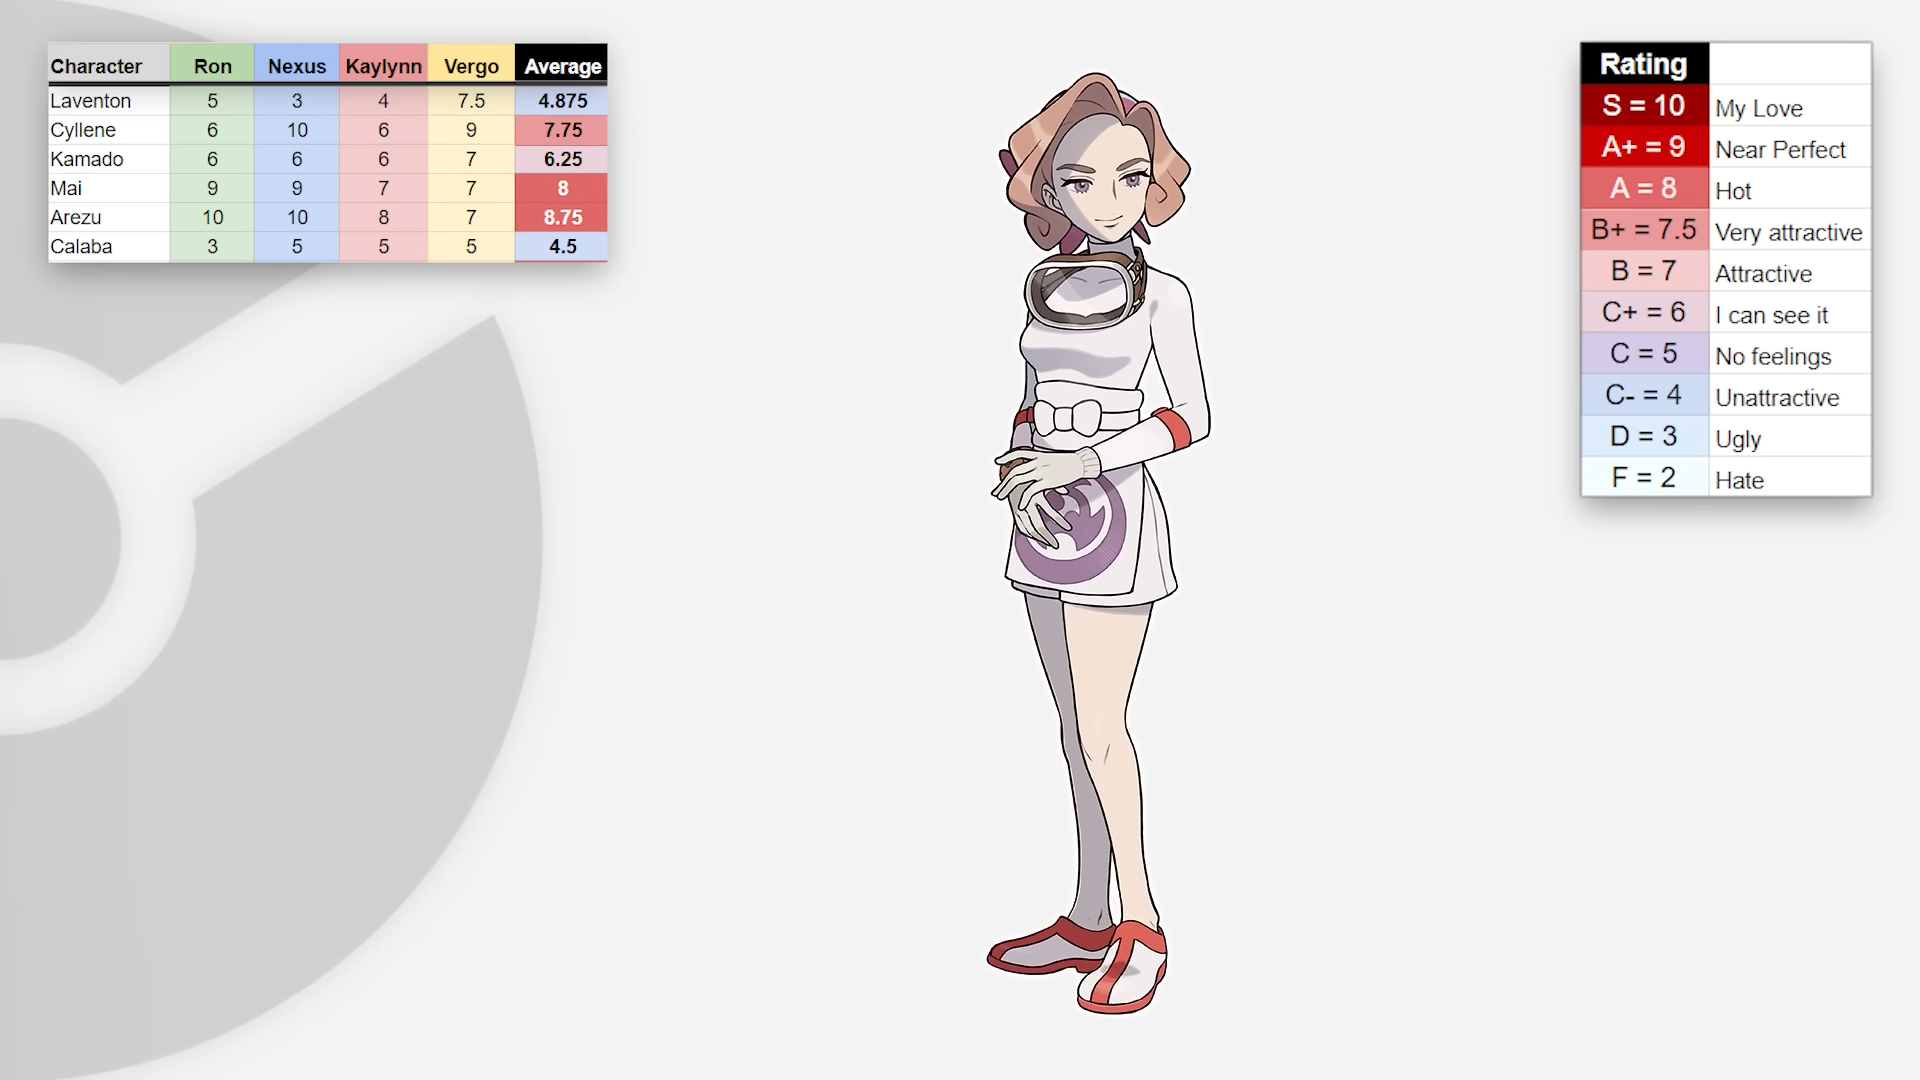 Character Ron Nexus Kaylynn Vergo Average
Laventon 5 3 4 7.5 4.875
Cyllene 6 10 6 9 7.75
Kamado 6 6 6 7 6.25
Mai 9 9 7 7 8
Arezu 10 10 8 7 8.75
Calaba 3 5 5 5 4.5
Rating
S = 10 My Love
A+ = 9 Near Perfect
A = 8 Hot
B+ = 7.5 Very attractive
B = 7 Attractive
C+ = 6 I can see it
C = 5 No feelings
C- = 4 Unattractive
D = 3 Ugly
F = 2 Hate